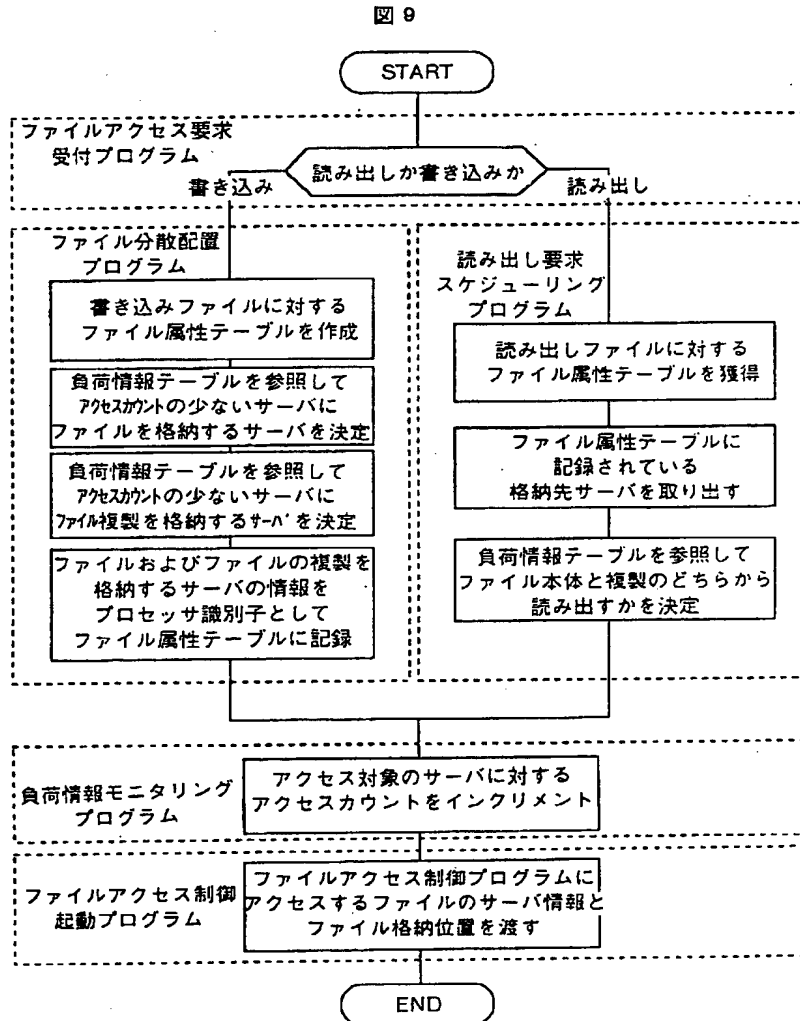 図 9
START
ファイルアクセス要求
受付プログラム
読み出しか書き込みか
書き込み
読み出し
ファイル分散配置
プログラム
書き込みファイルに対する
ファイル属性テーブルを作成
負荷情報テーブルを参照して
アクセスカウントの少ないサーバに
ファイルを格納するサーバを決定
負荷情報テーブルを参照して
アクセスカウントの少ないサーバに
ファイル複製を格納するサーバを決定
ファイルおよびファイルの複製を
格納するサーバの情報を
プロセッサ識別子として
ファイル属性テーブルに記録
読み出し要求
スケジューリング
プログラム
読み出しファイルに対する
ファイル属性テーブルを獲得
ファイル属性テーブルに
記録されている
格納先サーバを取り出す
負荷情報テーブルを参照して
ファイル本体と複製のどちらから
読み出すかを決定
負荷情報モニタリング
プログラム
アクセス対象のサーバに対する
アクセスカウントをインクリメント
ファイルアクセス制御
起動プログラム
ファイルアクセス制御プログラムに
アクセスするファイルのサーバ情報と
ファイル格納位置を渡す
END